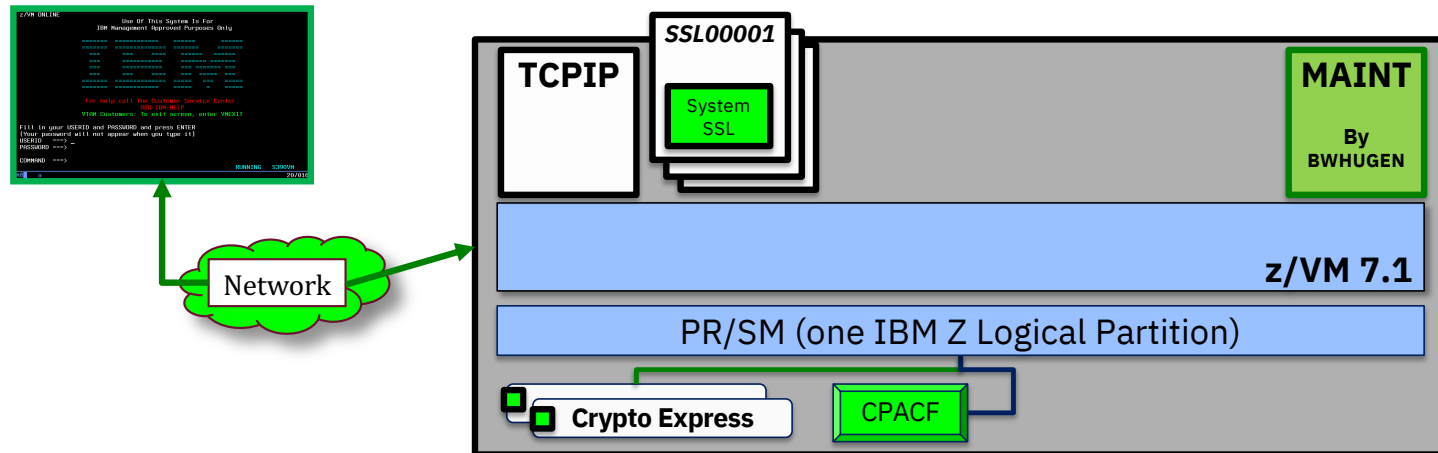 z/VM ONLINE
Use Of This System Is For
IBM Management Approved Purposes Only
For help call the Customer Service Center:
VTAM Customers: To exit screen, enter VMEXIT
Fill in your USERID and PASSWORD and press ENTER
(Your password will not appear when you type it)
USERID ===> _
PASSWORD ===>
COMMAND ===>
RUNNING S390VM
20/016
Network
TCPIP
SSL00001
System
SSL
MAINT
By
BWHUGEN
z/VM 7.1
PR/SM (one IBM Z Logical Partition)
Crypto Express
CPACF